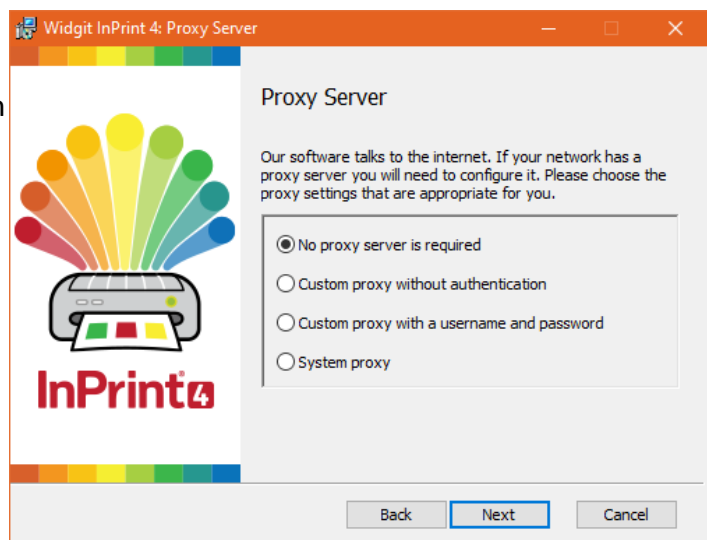 Widgit InPrint 4: Proxy Server
n
Proxy Server
Our software talks to the internet. If your network has a
proxy server you will need to configure it. Please choose the
proxy settings that are appropriate for you.
No proxy server is required
Custom proxy without authentication
Custom proxy with a username and password
System proxy
InPrint 4
Back Next Cancel